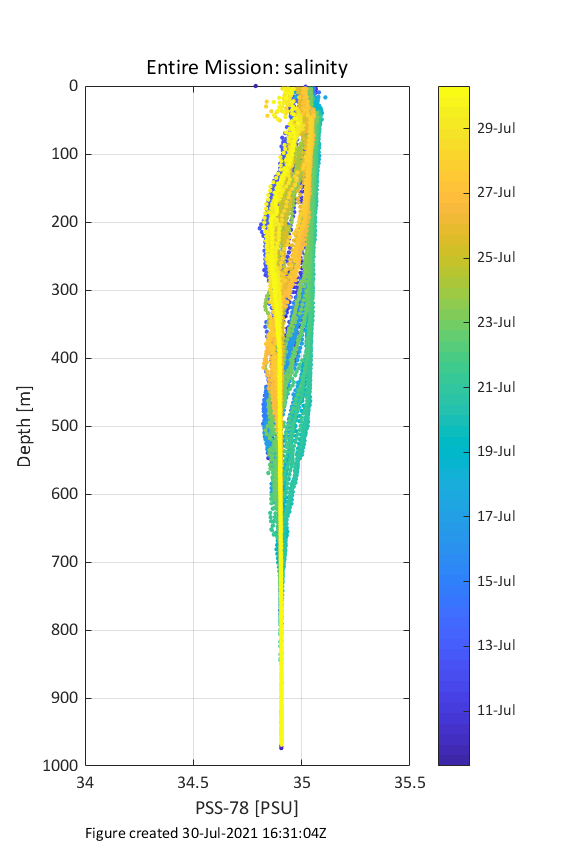 Entire Mission: salinity
0
100
200
300
400
500
600
700
800
900
1000
Depth [m]
34
34.5
35
35.5
PSS-78 [PSU]
29-Jul
27-Jul
25-Jul
23-Jul
21-Jul
19-Jul
17-Jul
15-Jul
13-Jul
11-Jul
Figure created 30-Jul-2021 16:31:04Z